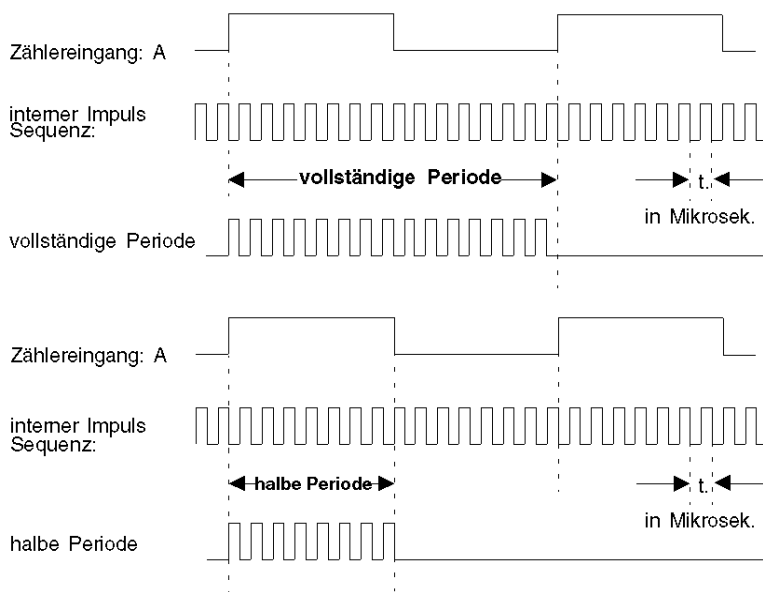 Zählereingang: A
interner Impuls
Sequenz:
vollständige Periode
t.
in Mikrosek.
vollständige Periode
Zählereingang: A
interner Impuls
Sequenz:
halbe Periode
t.
in Mikrosek.
halbe Periode